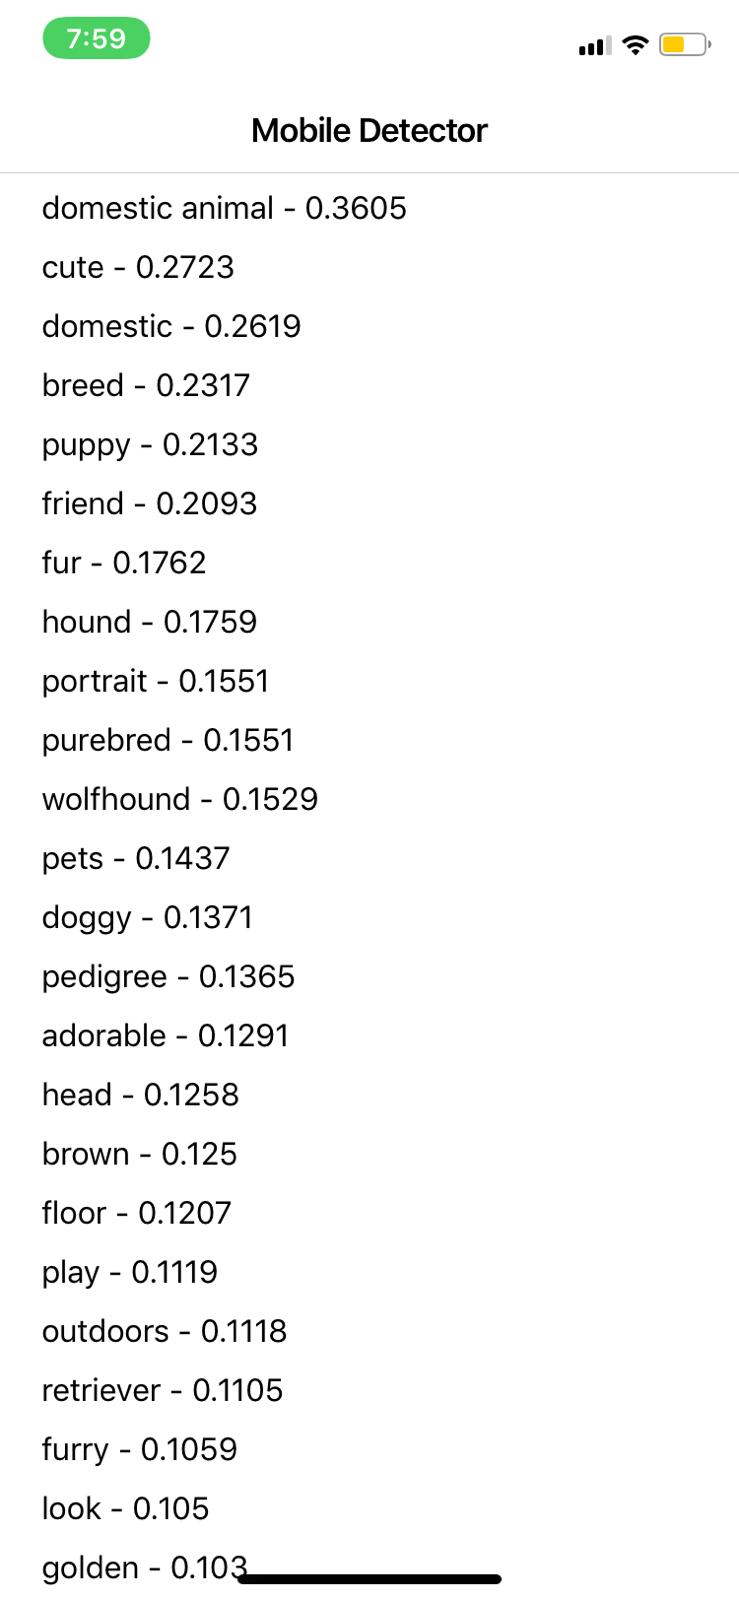 7:59
Mobile Detector
domestic animal - 0.3605
cute - 0.2723
domestic - 0.2619
breed - 0.2317
puppy - 0.2133
friend - 0.2093
fur - 0.1762
hound - 0.1759
portrait - 0.1551
purebred - 0.1551
wolfhound - 0.1529
pets - 0.1437
doggy - 0.1371
pedigree - 0.1365
adorable - 0.1291
head - 0.1258
brown - 0.125
floor - 0.1207
play - 0.1119
outdoors - 0.1118
retriever - 0.1105
furry - 0.1059
look - 0.105
golden - 0.103